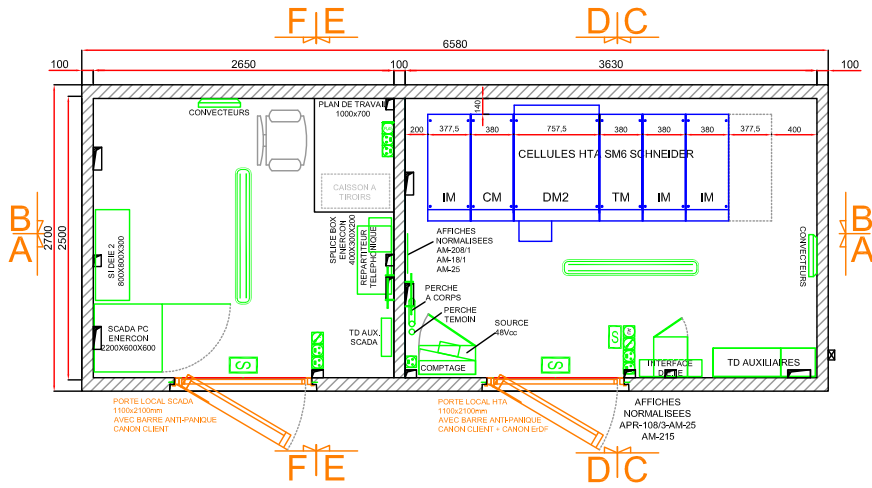 F E
D C
6580
100
2650
100
3630
100
CONVECTEURS
PLAN DE TRAVAIL
1000x700
140
200
377,5
380
757,5
380
380
380
377,5
400
CELLULES HTA SM6 SCHNEIDER
IM
CM
DM2
TM
IM
IM
CAISSON A
TIROIRS
B
A
2700
2500
B
A
SI DEIE 2
800X800X300
SPLICE BOX
ENERCON
400X300X200
REPARTITEUR
TELEPHONIQUE
AFFICHES
NORMALISEES
AM-208/1
AM-18/1
AM-25
CONVECTEURS
PERCHE
A CORPS
PERCHE
TEMOIN
SOURCE
48Vcc
SCADA PC
ENERCON
2200X600X600
TD AUX.
SCADA
S
S
S
COMPTAGE
INTERFACE
TD AUXILIAIRES
PORTE LOCAL SCADA
1100x2100mm
AVEC BARRE ANTI-PANIQUE
CANON CLIENT
PORTE LOCAL HTA
1100x2100mm
AVEC BARRE ANTI-PANIQUE
CANON CLIENT + CANON ErDF
AFFICHES
NORMALISEES
APR-108/3-AM-25
AM-215
F E
D C